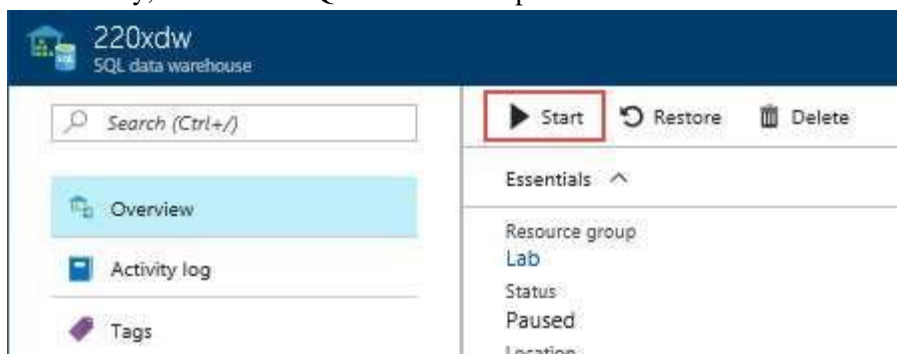 220xdw
SQL data warehouse
Search (Ctrl+/)
Start Restore Delete
Essentials
Overview
Resource group
Lab
Activity log
Status
Paused
Tags
Location